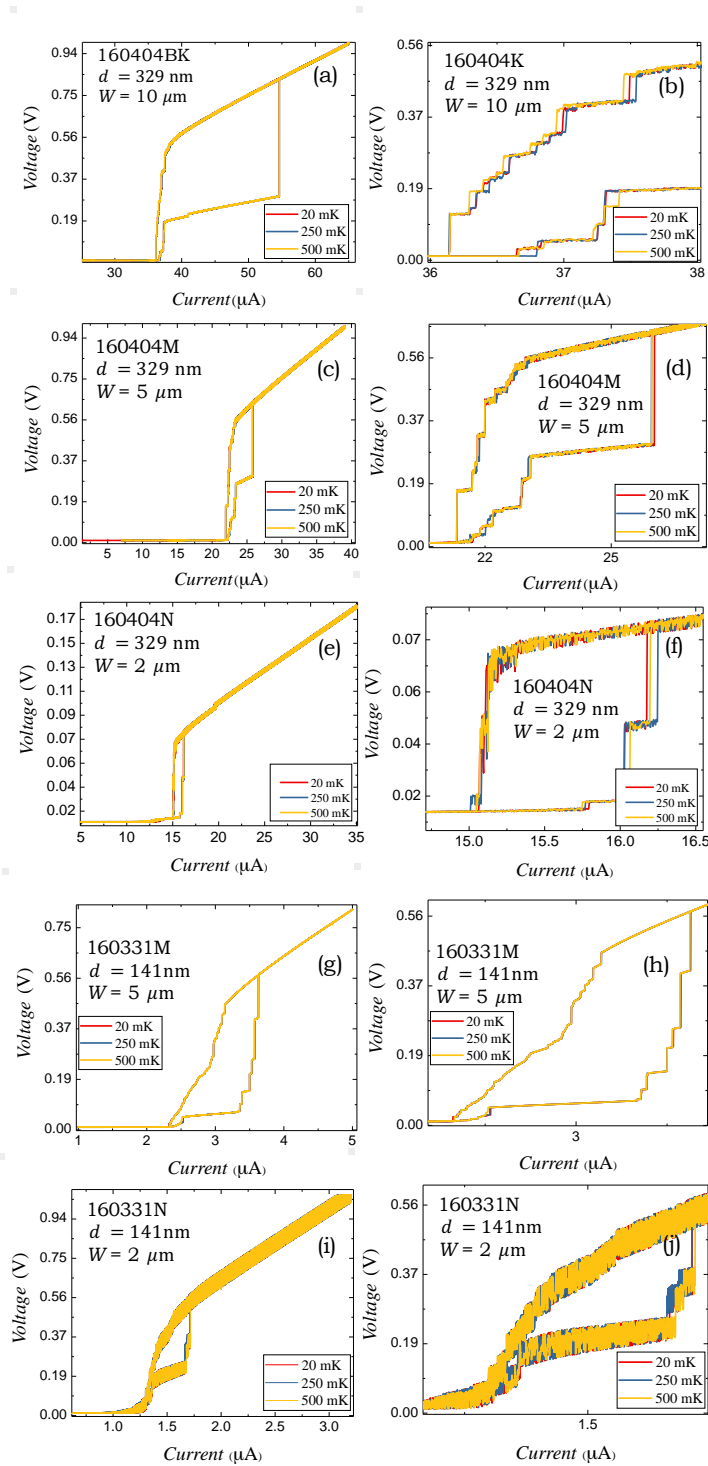 160404BK
d = 329 nm
W = 10 μm
(a)
Voltage (V)
0.94
0.75
0.56
0.37
0.19
20 mK
250 mK
500 mK
30 40 50 60
Current(μA)
160404K
d = 329 nm
W = 10 μm
(b)
Voltage (V)
0.56
0.37
0.19
0.00
20 mK
250 mK
500 mK
36 37 38
Current(μA)
160404M
d = 329 nm
W = 5 μm
(c)
Voltage (V)
0.94
0.75
0.56
0.37
0.19
0.00
20 mK
250 mK
500 mK
5 10 15 20 25 30 35 40
Current(μA)
160404M
d = 329 nm
W = 5 μm
(d)
Voltage (V)
0.56
0.37
0.19
0.00
20 mK
250 mK
500 mK
22 25
Current(μA)
160404N
d = 329 nm
W = 2 μm
(e)
Voltage (V)
0.17
0.15
0.13
0.11
0.09
0.07
0.06
0.04
0.02
20 mK
250 mK
500 mK
5 10 15 20 25 30 35
Current (μA)
160404N
d = 329 nm
W = 2 μm
(f)
Voltage (V)
0.07
0.06
0.04
0.02
20 mK
250 mK
500 mK
15.0 15.5 16.0 16.5
Current (μA)
160331M
d = 141nm
W = 5 μm
(g)
Voltage (V)
0.75
0.56
0.37
0.19
0.00
20 mK
250 mK
500 mK
1 2 3 4 5
Current (μA)
160331M
d = 141nm
W = 5 μm
(h)
Voltage (V)
0.56
0.37
0.19
0.00
20 mK
250 mK
500 mK
3
Current (μA)
160331N
d = 141nm
W = 2 μm
(i)
Voltage (V)
0.94
0.75
0.56
0.37
0.19
0.00
20 mK
250 mK
500 mK
1.0 1.5 2.0 2.5 3.0
Current (μA)
160331N
d = 141nm
W = 2 μm
(j)
Voltage (V)
0.56
0.37
0.19
0.00
20 mK
250 mK
500 mK
1.5
Current (μA)